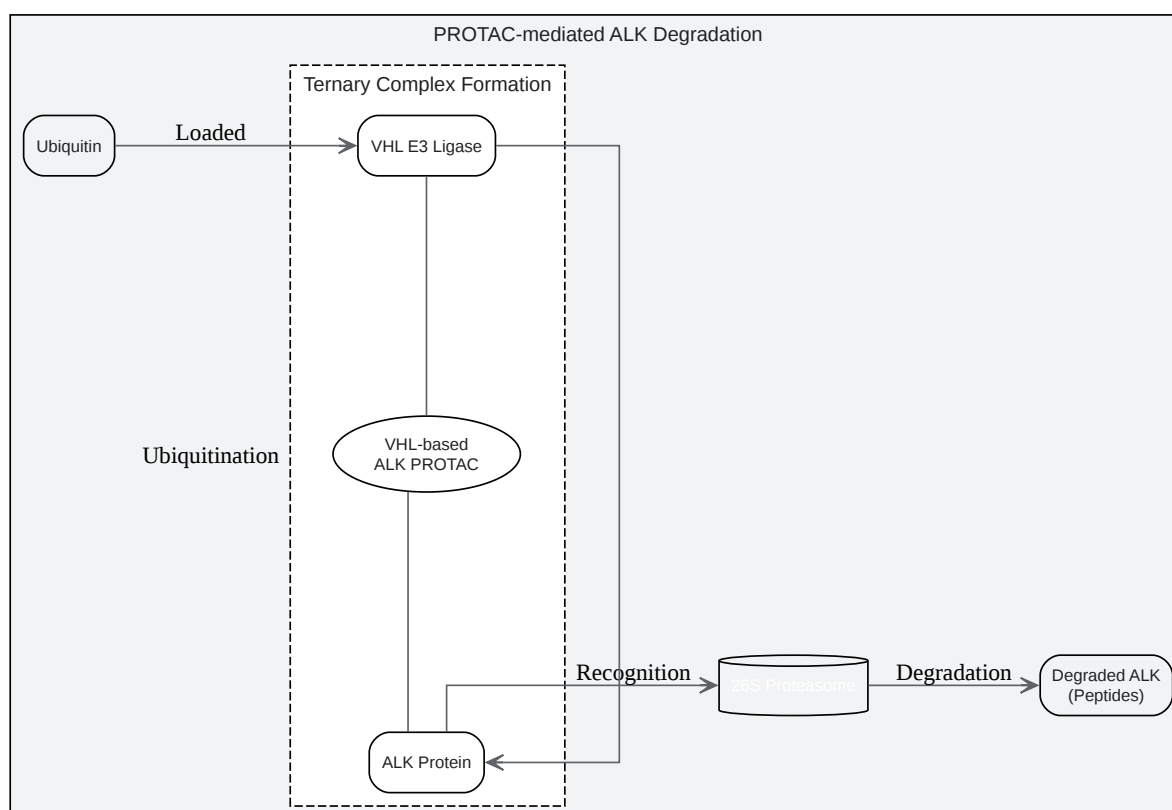 PROTAC-mediated ALK Degradation
Ternary Complex Formation
Ubiquitin
Loaded
VHL E3 Ligase
VHL-based
ALK PROTAC
Ubiquitination
Recognition
26S Proteasome
Degradation
Degraded ALK
(Peptides)
ALK Protein